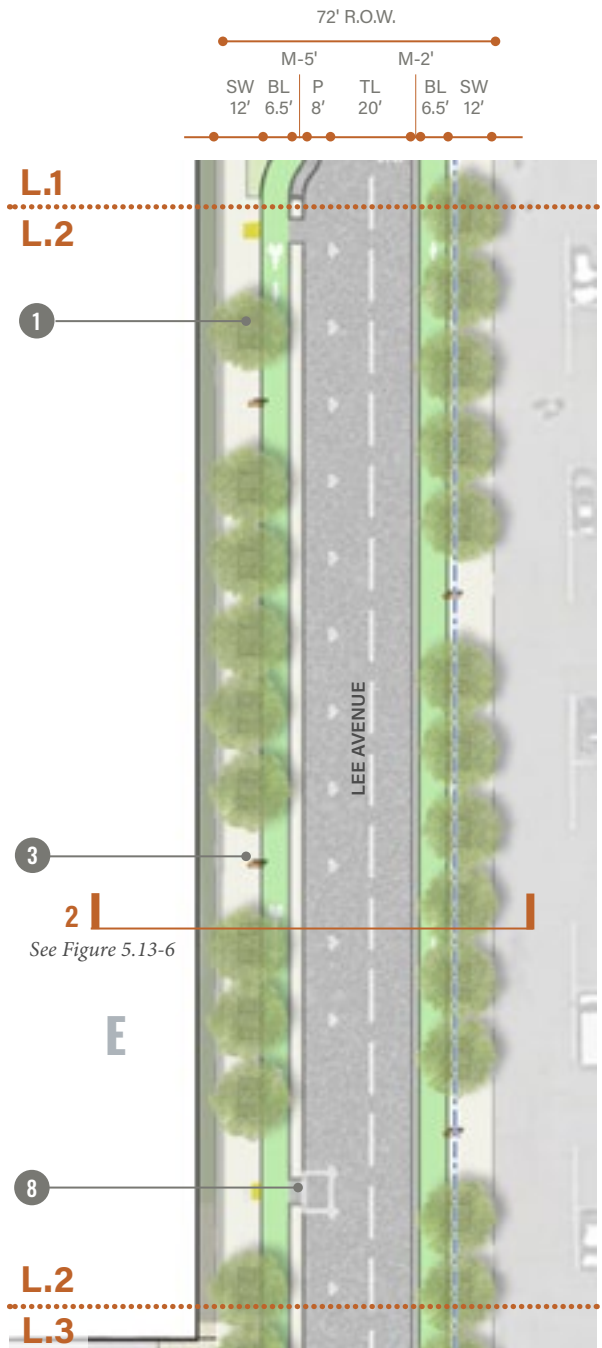 72' R.O.W.
M-5' M-2'
SW BL P TL BL SW
12' 6.5' 8' 20' 6.5' 12'
L.1
L.2
1
LEE AVENUE
3
2
See Figure 5.13-6
E
8
L.2
L.3